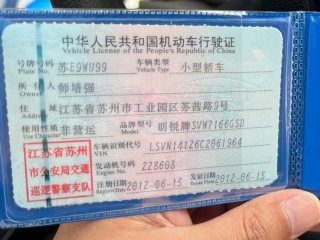 中华人民共和国机动车行驶证
Vehicle License of the People's Republic of China
号牌号码 苏E9WU99 车辆类型 小型轿车
Plate No. Vehicle Type
所有人 师培强
Owner
住址 江苏省苏州市工业园区苏茜路9号
使用性质 非营运 品牌型号 明锐牌SVW7166GSD
Use Character Model
江苏省苏州
市公安局交通
巡逻警察支队
车辆识别代号 LSVN141Z6C2061964
VIN
发动机号码 228608
Engine No.
注册日期 2012-06-15 发证日期 2012-06-15
Register Date Issue Date